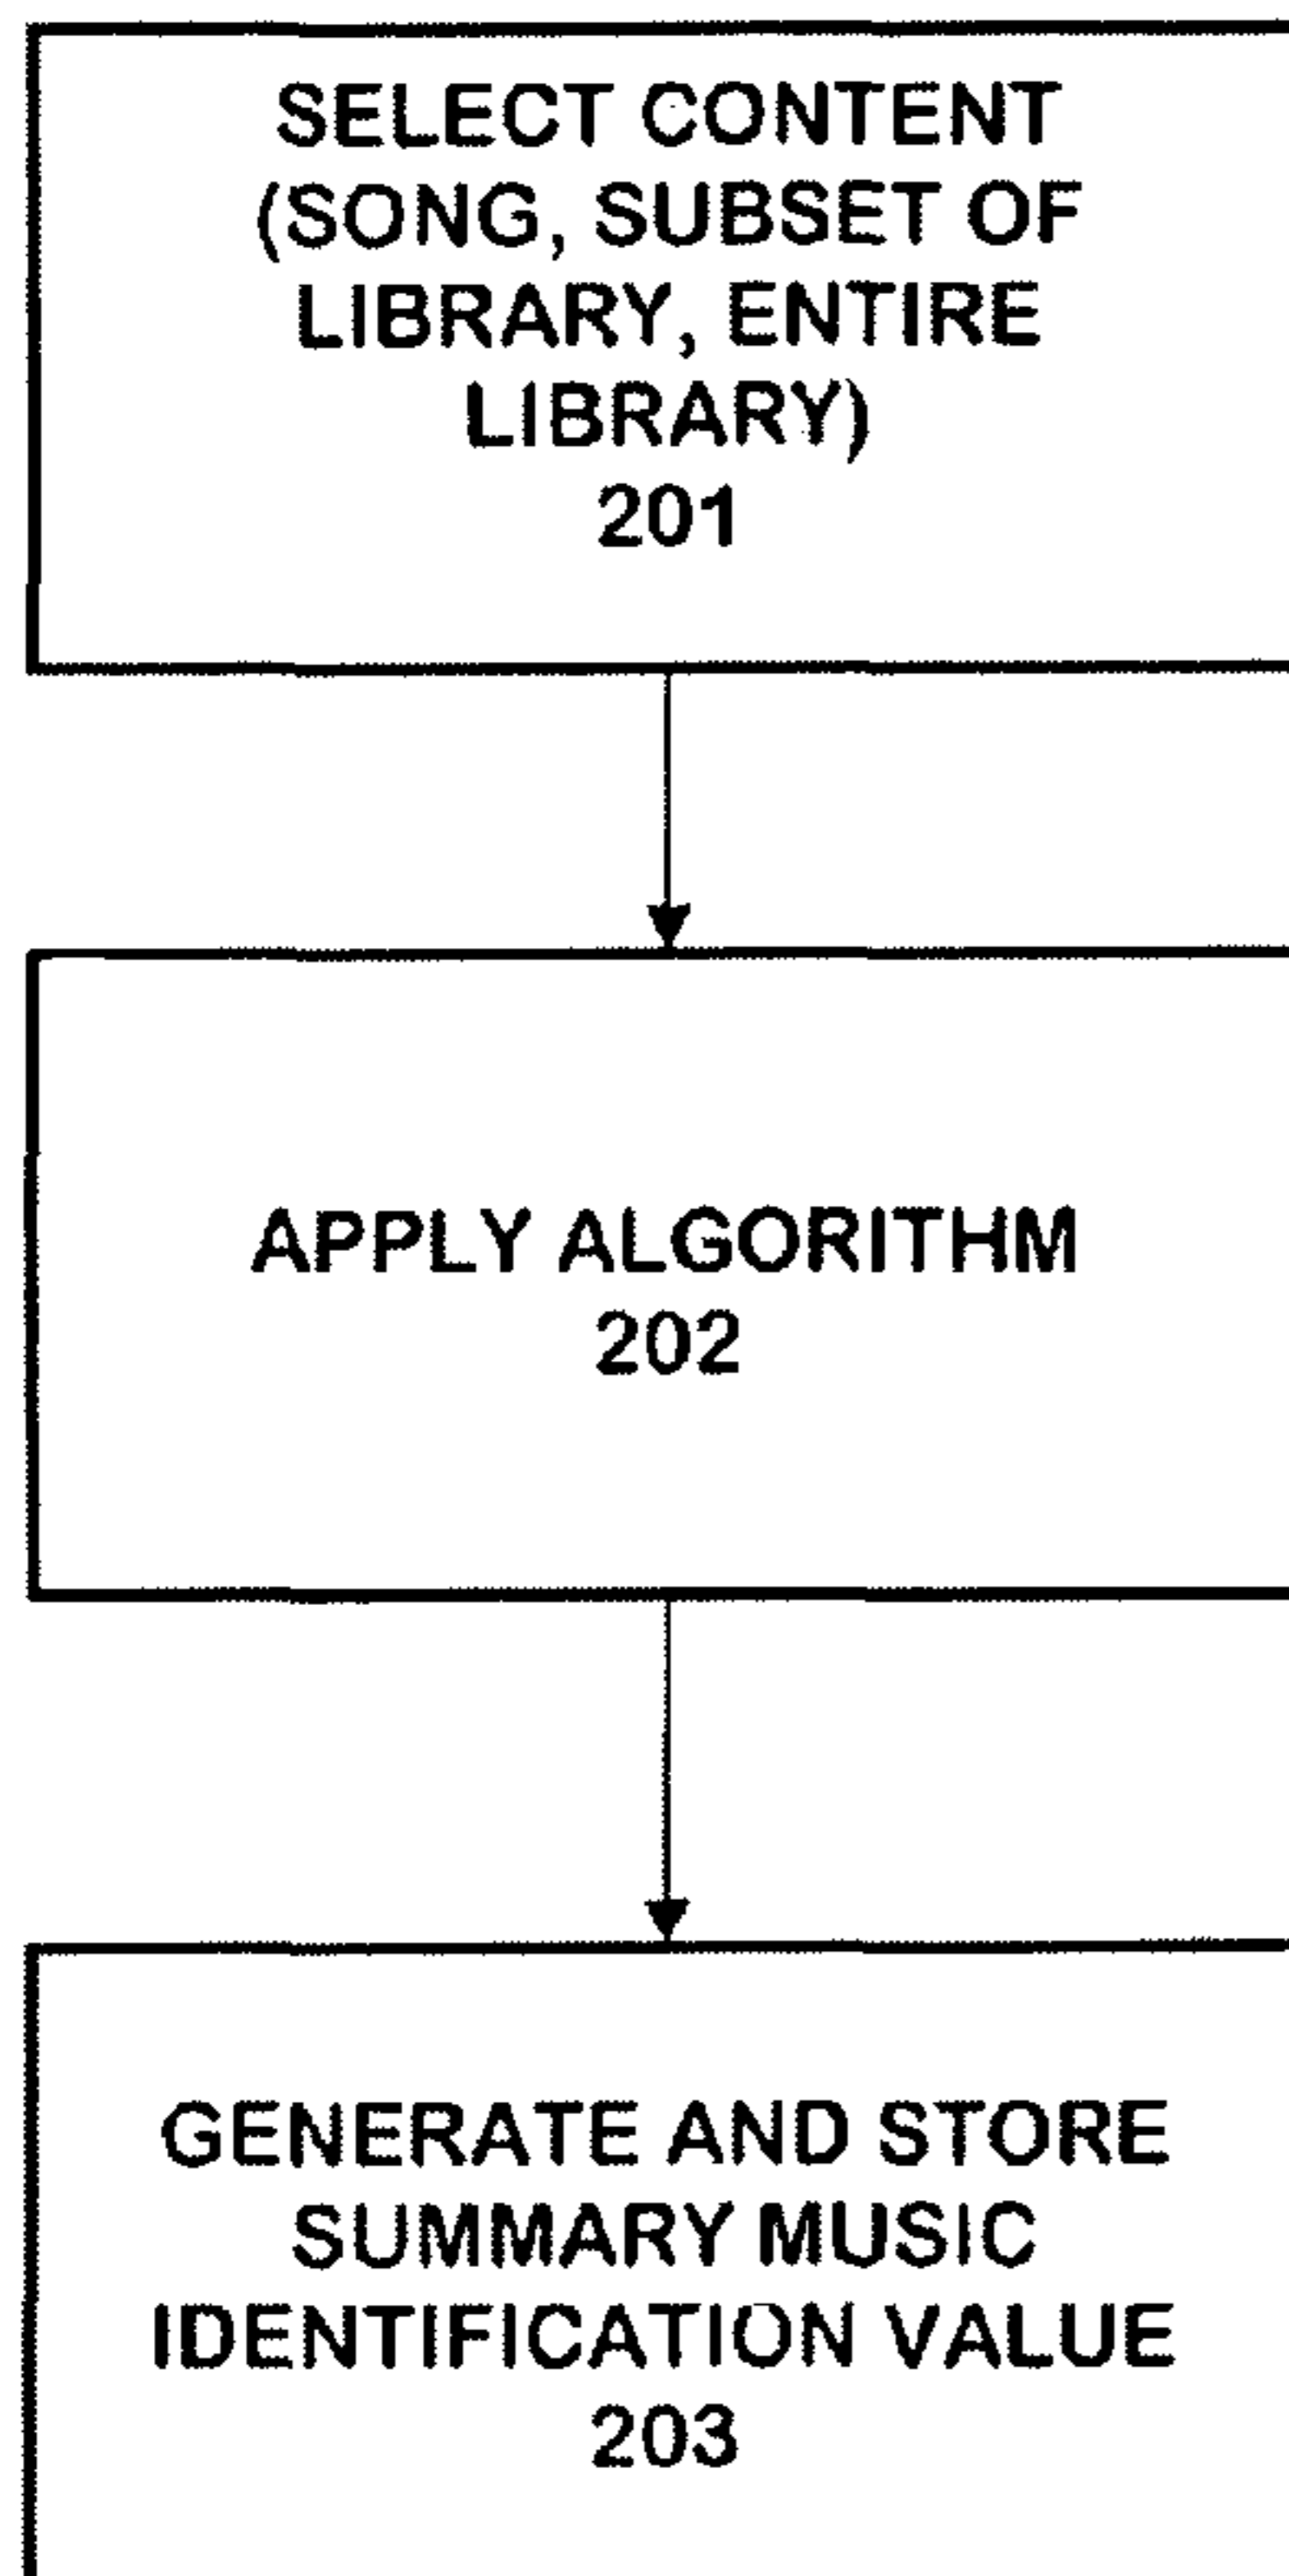 SELECT CONTENT
(SONG, SUBSET OF
LIBRARY, ENTIRE
LIBRARY)
201
APPLY ALGORITHM
202
GENERATE AND STORE
SUMMARY MUSIC
IDENTIFICATION VALUE
203